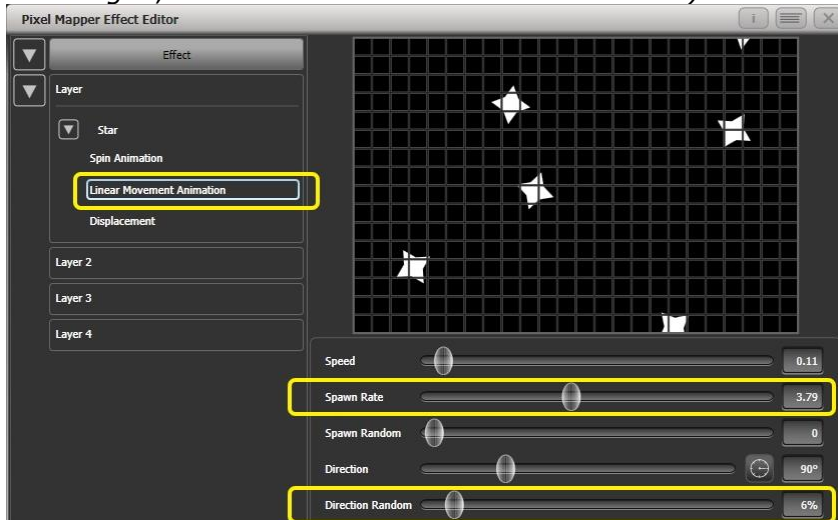 Pixel Mapper Effect Editor
Effect
Layer
Star
Spin Animation
Linear Movement Animation
Displacement
Layer 2
Layer 3
Layer 4
Speed 0.11
Spawn Rate 3.79
Spawn Random 0
Direction 90º
Direction Random 6%